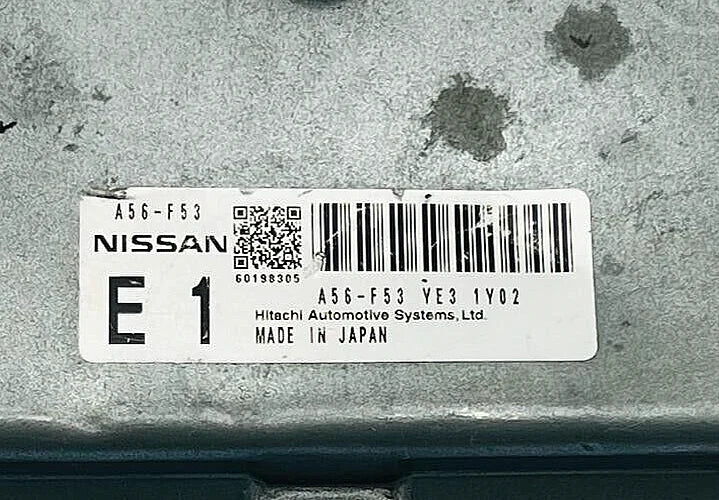 A56-F53
NISSAN
60198305
E 1
A56-F53 YE3 1Y02
Hitachi Automotive Systems,Ltd.
MADE IN JAPAN